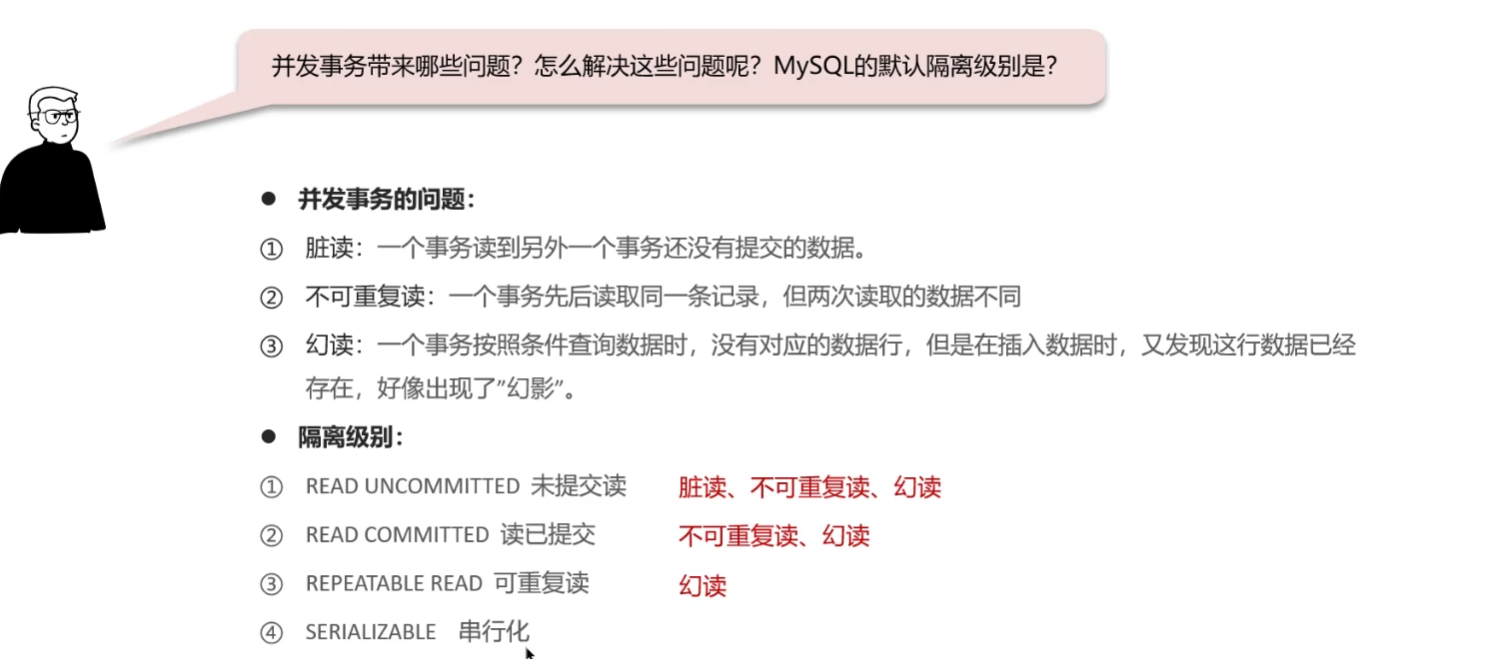 并发事务带来哪些问题？怎么解决这些问题呢？MySQL的默认隔离级别是？
● 并发事务的问题：
① 脏读：一个事务读到另外一个事务还没有提交的数据。
② 不可重复读：一个事务先后读取同一条记录，但两次读取的数据不同
③ 幻读：一个事务按照条件查询数据时，没有对应的数据行，但是在插入数据时，又发现这行数据已经
存在，好像出现了”幻影”。
● 隔离级别：
① READ UNCOMMITTED 未提交读 脏读、不可重复读、幻读
② READ COMMITTED 读已提交 不可重复读、幻读
③ REPEATABLE READ 可重复读 幻读
④ SERIALIZABLE 串行化